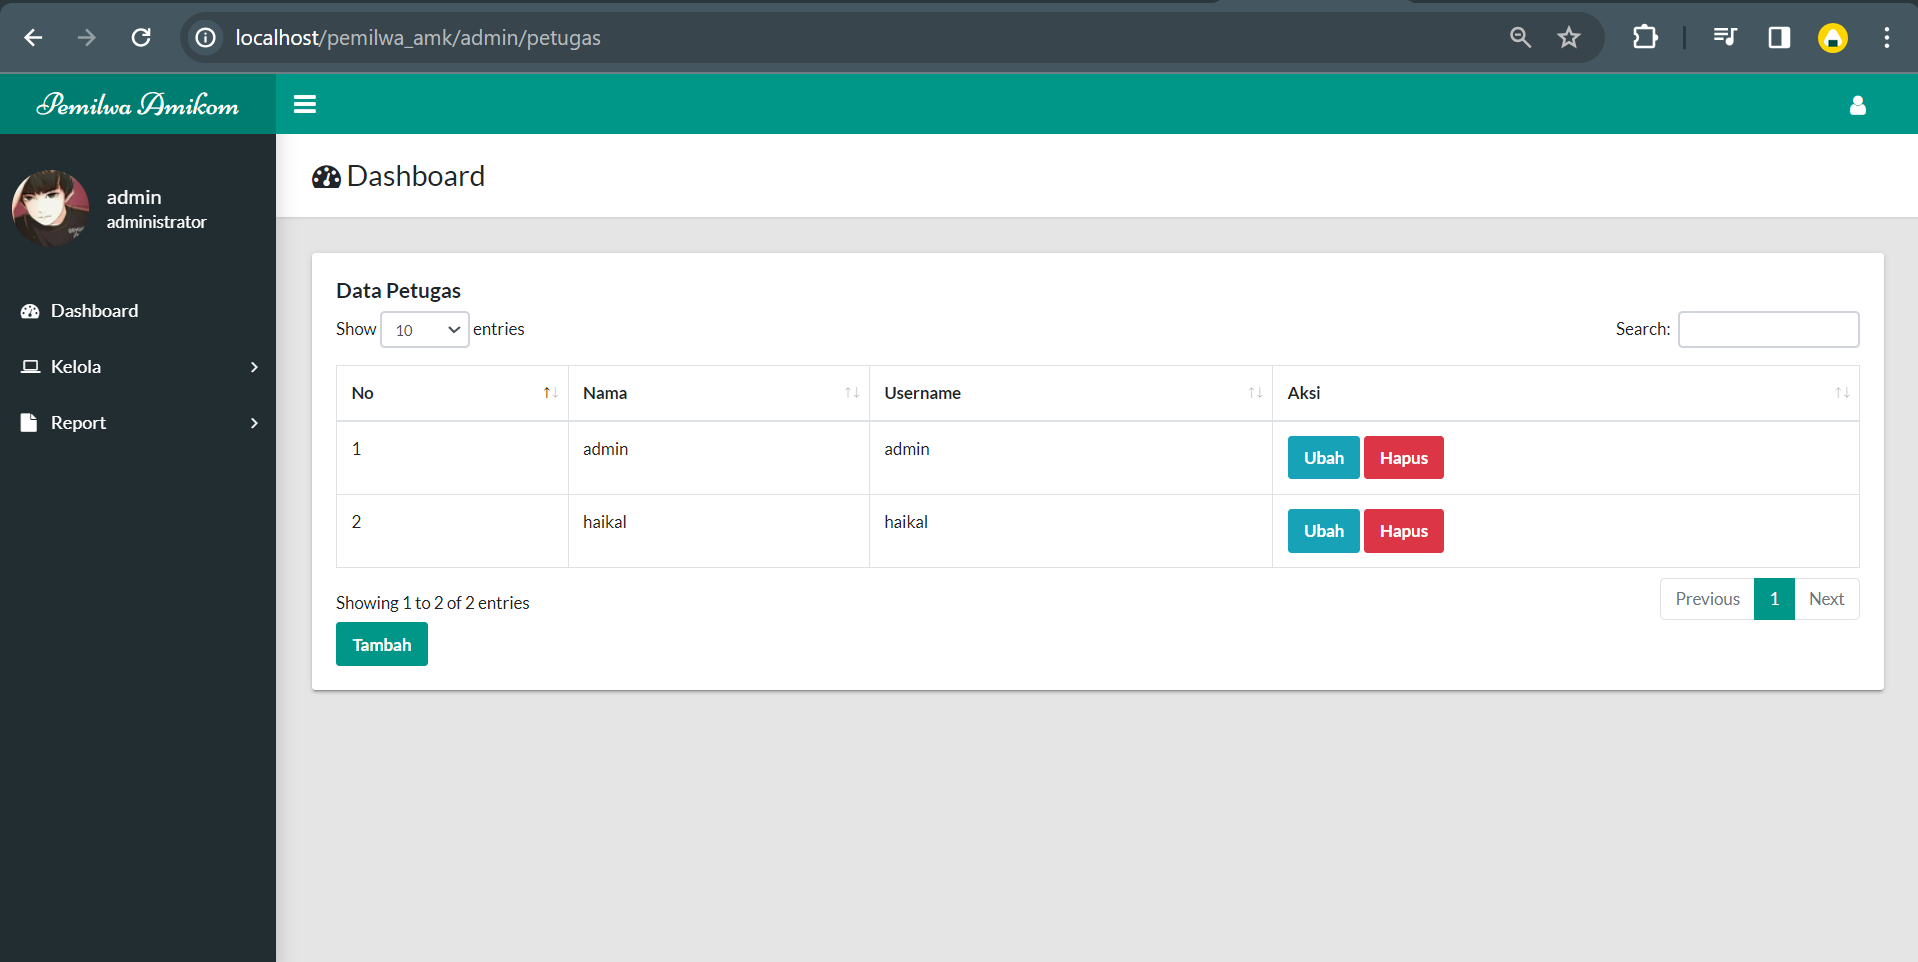 localhost/pemilwa_amk/admin/petugas
Pemilwa Amikom
Dashboard
admin
administrator
Dashboard
Kelola
Report
Data Petugas
Show 10 entries
Search:
No Nama Username Aksi
1 admin admin Ubah Hapus
2 haikal haikal Ubah Hapus
Showing 1 to 2 of 2 entries
Previous 1 Next
Tambah